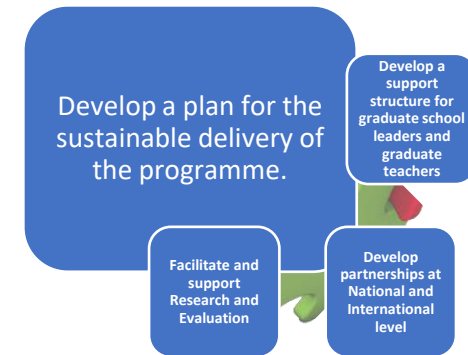 Develop a plan for the
sustainable delivery of
the programme.
Develop a
support
structure for
graduate school
leaders and
graduate
teachers
Facilitate and
support
Research and
Evaluation
Develop
partnerships at
National and
International
level